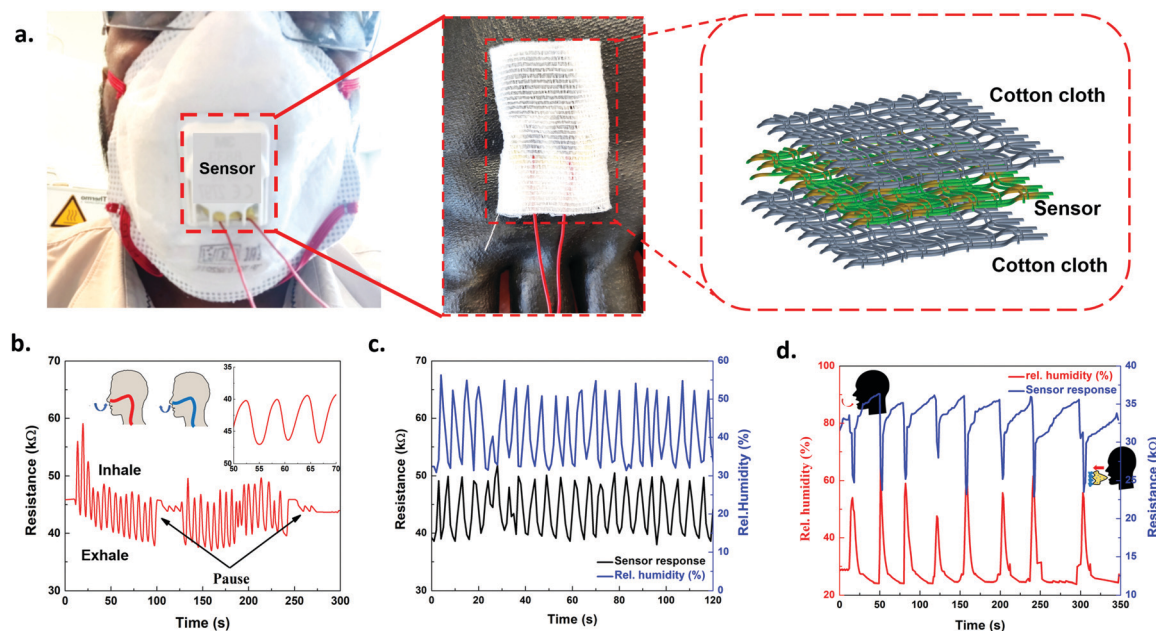 a.
Sensor
Cotton cloth
Sensor
Cotton cloth
b.
70
60
50
40
30
Resistance (kΩ)
0 50 100 150 200 250 300
Time (s)
Inhale
Exhale
Pause
35
40
45
50
50 55 60 65 70
c.
70
60
50
40
30
Resistance (kΩ)
0 20 40 60 80 100 120
Time (s)
60
50
40
30
20
10
0
Rel.Humidity (%)
Sensor response
Rel. humidity (%)
d.
100
80
60
40
20
Rel. humidity (%)
0 50 100 150 200 250 300 350
Time (s)
40
35
30
25
20
15
10
Resistance (kΩ)
rel. humidity (%)
Sensor response